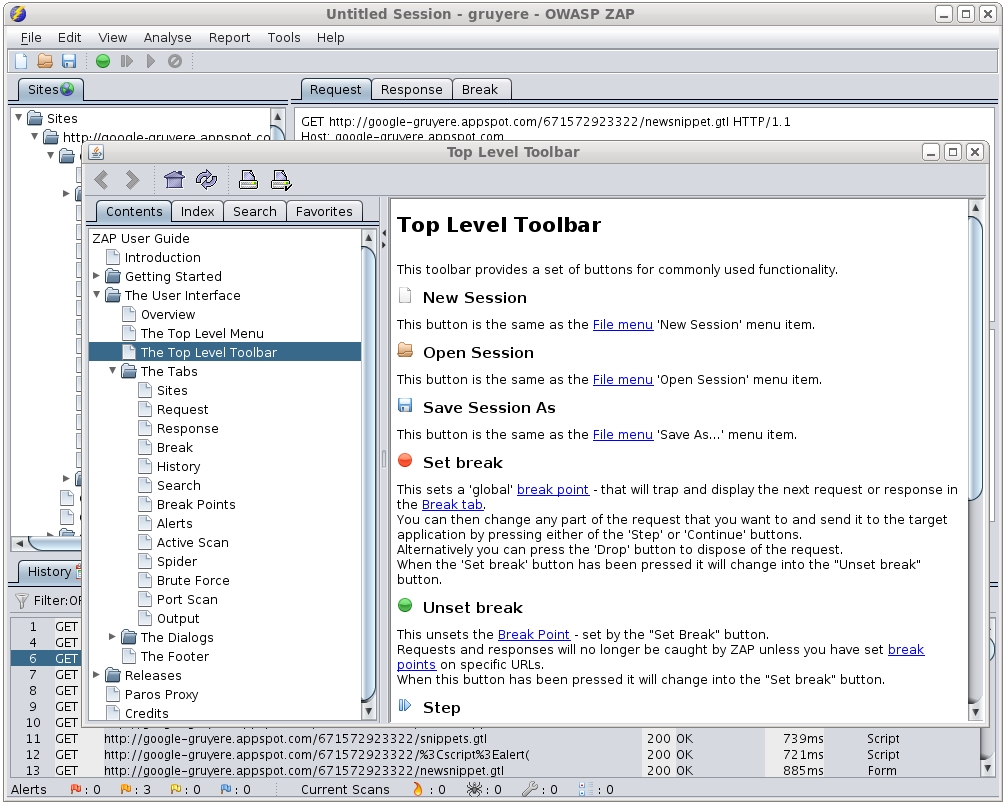 Untitled Session - gruyere - OWASP ZAP
File Edit View Analyse Report Tools Help
Sites
Request Response Break
Sites
http://google-gruyere.appspot.co
GET http://google-gruyere.appspot.com/671572923322/newsnippet.gtl HTTP/1.1
Host: google-gruyere.appspot.com
Top Level Toolbar
Contents Index Search Favorites
ZAP User Guide
Introduction
Getting Started
The User Interface
Overview
The Top Level Menu
The Top Level Toolbar
The Tabs
Sites
Request
Response
Break
History
Search
Break Points
Alerts
Active Scan
Spider
Brute Force
Port Scan
Output
The Dialogs
The Footer
Releases
Paros Proxy
Credits
Top Level Toolbar
This toolbar provides a set of buttons for commonly used functionality.
New Session
This button is the same as the File menu 'New Session' menu item.
Open Session
This button is the same as the File menu 'Open Session' menu item.
Save Session As
This button is the same as the File menu 'Save As...' menu item.
Set break
This sets a 'global' break point - that will trap and display the next request or response in
the Break tab.
You can then change any part of the request that you want to and send it to the target
application by pressing either of the 'Step' or 'Continue' buttons.
Alternatively you can press the 'Drop' button to dispose of the request.
When the 'Set break' button has been pressed it will change into the "Unset break"
button.
Unset break
This unsets the Break Point - set by the "Set Break" button.
Requests and responses will no longer be caught by ZAP unless you have set break
points on specific URLs.
When this button has been pressed it will change into the "Set break" button.
Step
History
Filter:OF
1 GET
4 GET
6 GET
7 GET
8 GET
9 GET
10 GET
11 GET http://google-gruyere.appspot.com/671572923322/snippets.gtl 200 OK 739ms Script
12 GET http://google-gruyere.appspot.com/671572923322/%3Cscript%3Ealert( 200 OK 721ms Script
13 GET http://google-gruyere.appspot.com/671572923322/newsnippet.gtl 200 OK 885ms Form
Alerts : 0 : 3 : 0 : 0 Current Scans : 0 : 0 : 0 : 0